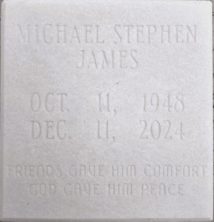 MICHAEL STEPHEN
JAMES
OCT. 11, 1948
DEC. 11, 2024
FRIENDS GAVE HIM COMFORT
GOD GAVE HIM PEACE